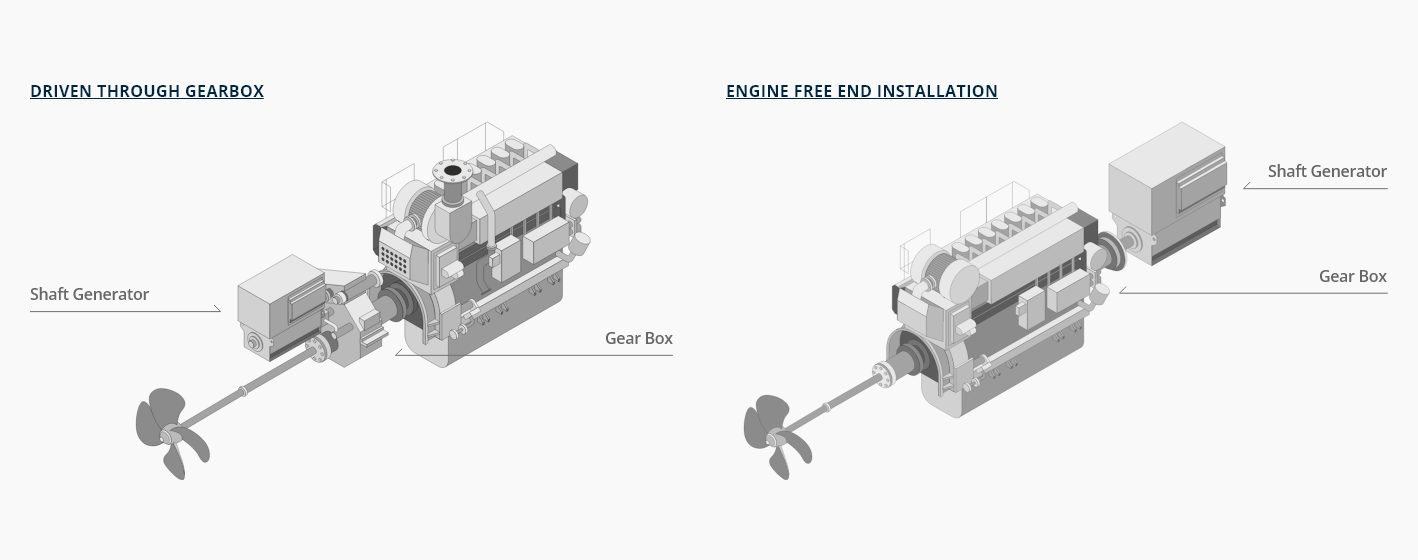 DRIVEN THROUGH GEARBOX
Shaft Generator
Gear Box
ENGINE FREE END INSTALLATION
Shaft Generator
Gear Box